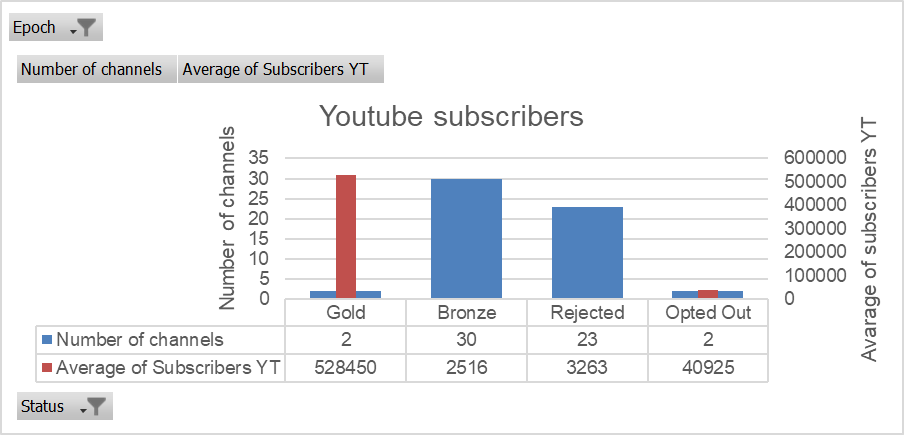 Epoch
Number of channels Average of Subscribers YT
Youtube subscribers
Number of channels
35
30
25
20
15
10
5
0
600000
500000
400000
300000
200000
100000
0
Avarage of subscribers YT
Gold Bronze Rejected Opted Out
Number of channels 2 30 23 2
Average of Subscribers YT 528450 2516 3263 40925
Status